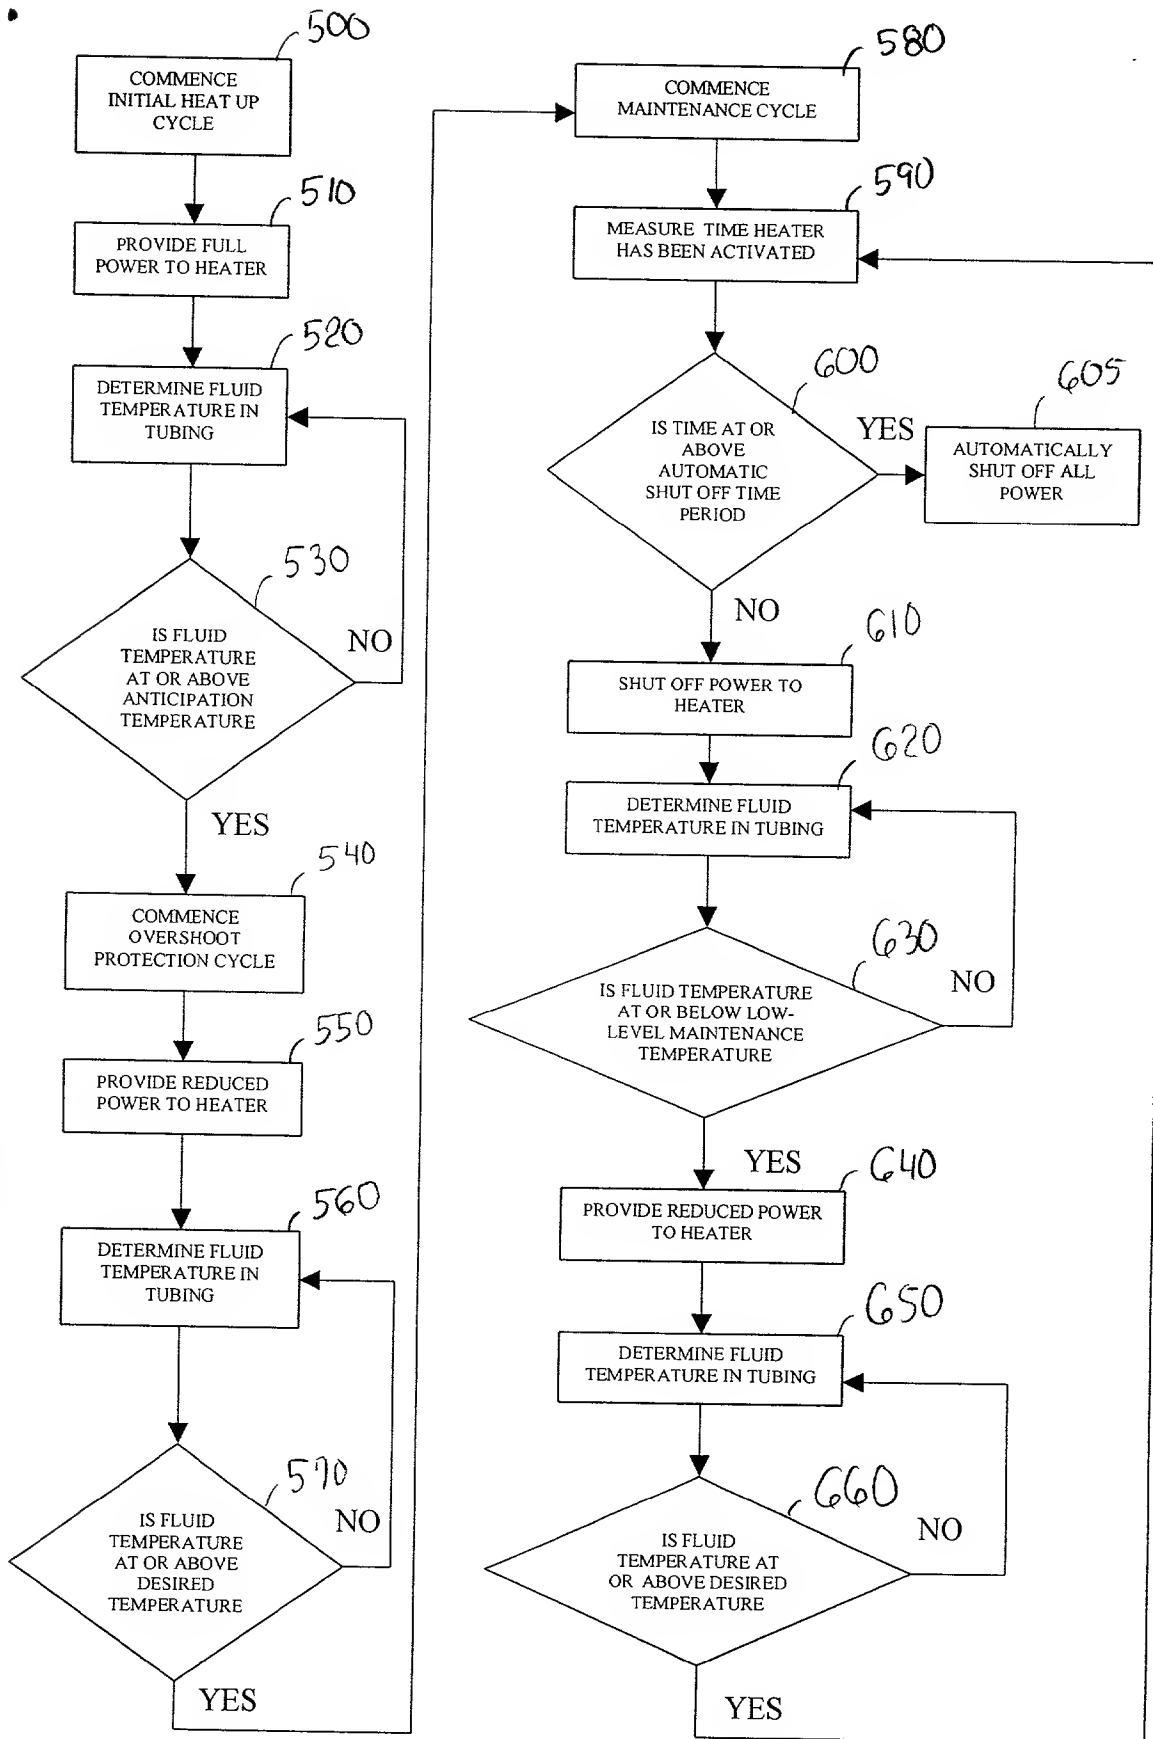 500
COMMENCE
INITIAL HEAT UP
CYCLE
510
PROVIDE FULL
POWER TO HEATER
520
DETERMINE FLUID
TEMPERATURE IN
TUBING
530
IS FLUID
TEMPERATURE
AT OR ABOVE
ANTICIPATION
TEMPERATURE
NO
YES
540
COMMENCE
OVERSHOOT
PROTECTION CYCLE
550
PROVIDE REDUCED
POWER TO HEATER
560
DETERMINE FLUID
TEMPERATURE IN
TUBING
570
IS FLUID
TEMPERATURE
AT OR ABOVE
DESIRED
TEMPERATURE
NO
YES
580
COMMENCE
MAINTENANCE CYCLE
590
MEASURE TIME HEATER
HAS BEEN ACTIVATED
600
IS TIME AT OR
ABOVE
AUTOMATIC
SHUT OFF TIME
PERIOD
YES
605
AUTOMATICALLY
SHUT OFF ALL
POWER
NO
610
SHUT OFF POWER TO
HEATER
620
DETERMINE FLUID
TEMPERATURE IN TUBING
630
IS FLUID TEMPERATURE
AT OR BELOW LOW-
LEVEL MAINTENANCE
TEMPERATURE
NO
YES
640
PROVIDE REDUCED POWER
TO HEATER
650
DETERMINE FLUID
TEMPERATURE IN TUBING
660
IS FLUID
TEMPERATURE AT
OR ABOVE DESIRED
TEMPERATURE
NO
YES